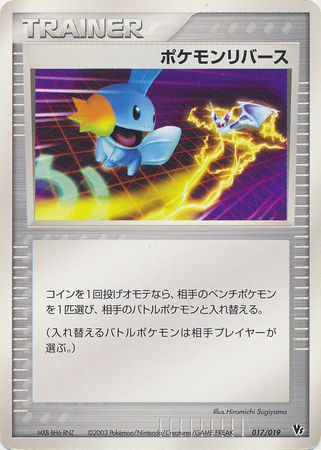 TRAINER
ポケモンリバース
コインを1回投げオモテなら、相手のベンチポケモン
を1匹選び、相手のバトルポケモンと入れ替える。
(入れ替えるバトルポケモンは相手プレイヤーが
選ぶ。)
Illus.Hiromichi Sugiyama
MXB BH6 RNZ ©2003 Pokémon/Nintendo/Creatures/GAME FREAK 017/019 Vs